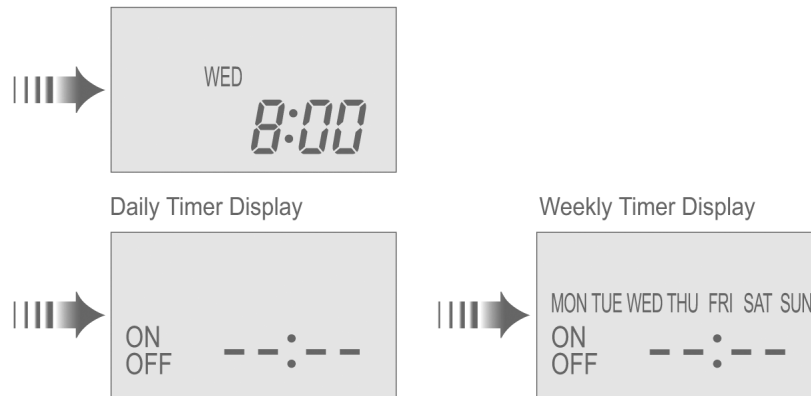 WED
8:00
Daily Timer Display
Weekly Timer Display
ON
OFF
--:--
MON TUE WED THU FRI SAT SUN
ON
OFF
--:--